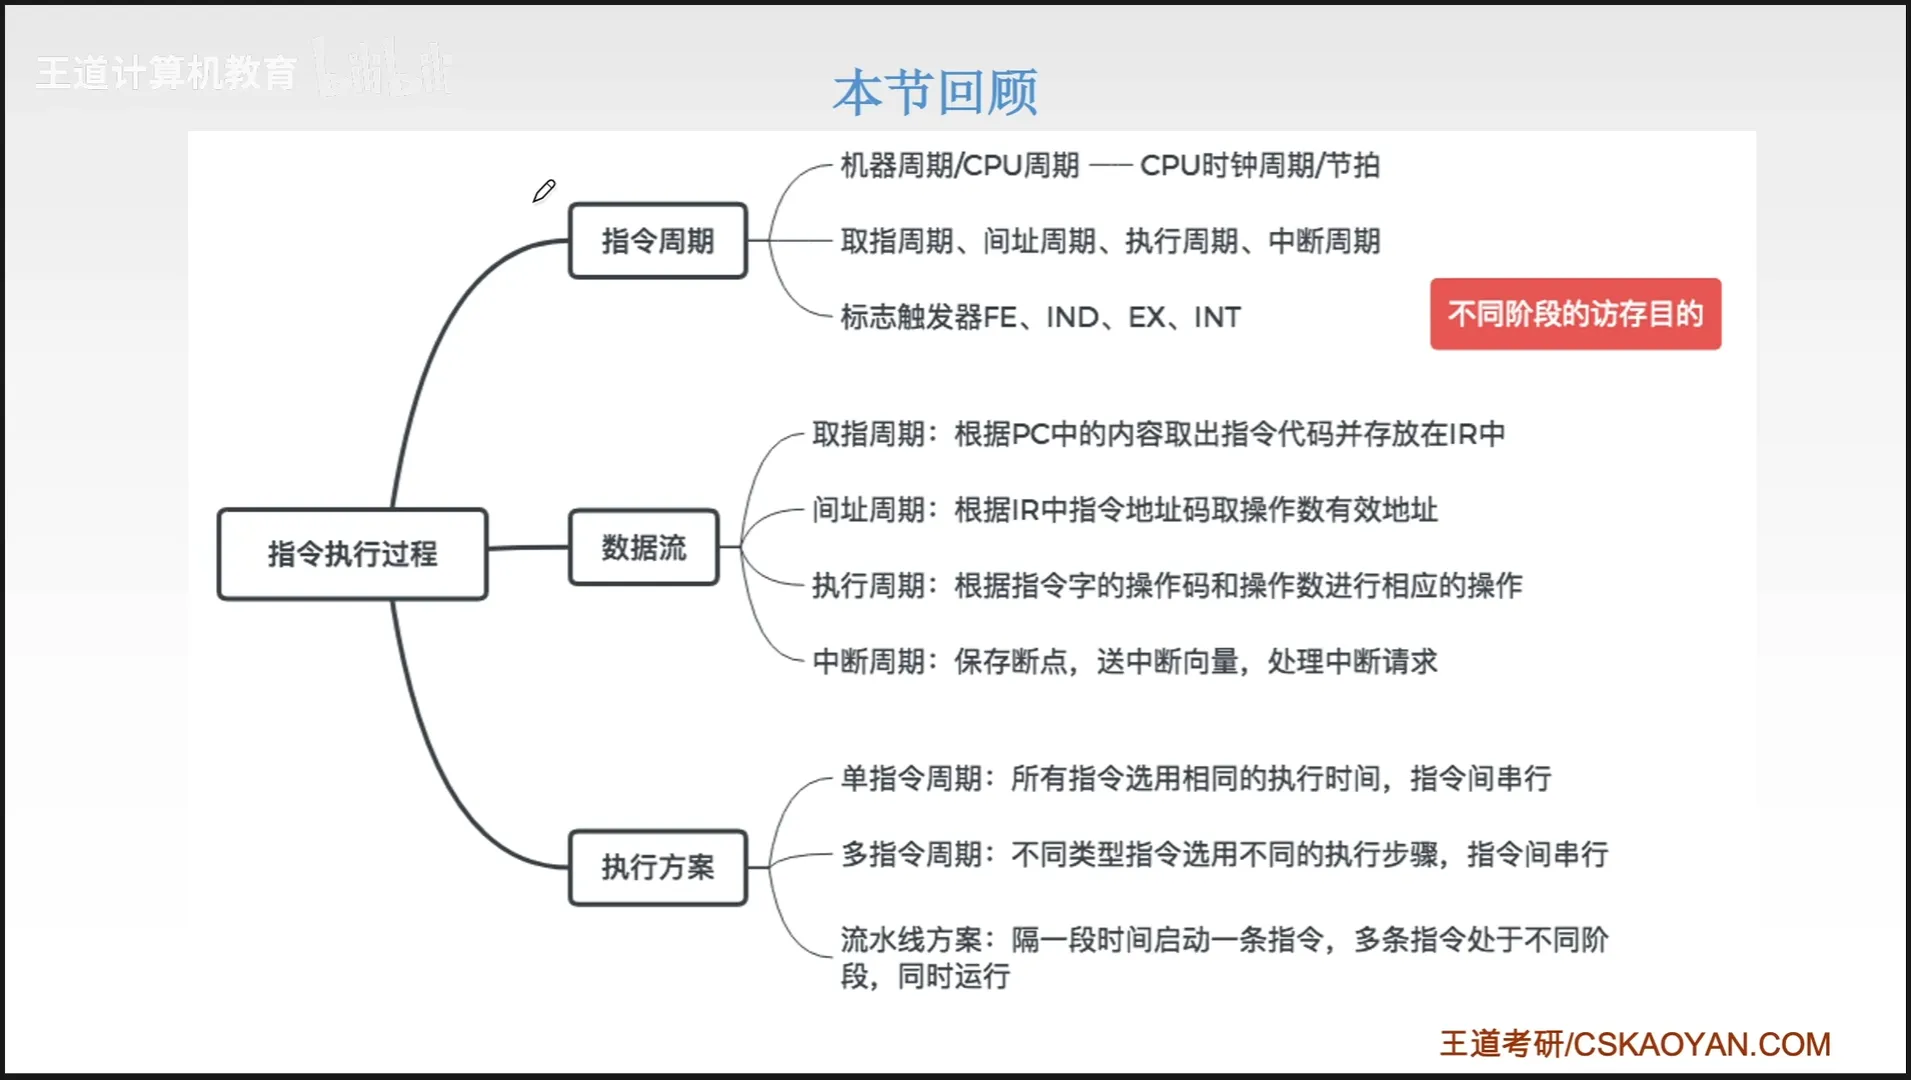 王道计算机教育 bilibili
本节回顾
机器周期/CPU周期 —— CPU时钟周期/节拍
指令周期
取指周期、间址周期、执行周期、中断周期
标志触发器FE、IND、EX、INT
不同阶段的访存目的
取指周期：根据PC中的内容取出指令代码并存放在IR中
间址周期：根据IR中指令地址码取操作数有效地址
指令执行过程
数据流
执行周期：根据指令字的操作码和操作数进行相应的操作
中断周期：保存断点，送中断向量，处理中断请求
单指令周期：所有指令选用相同的执行时间，指令间串行
执行方案
多指令周期：不同类型指令选用不同的执行步骤，指令间串行
流水线方案：隔一段时间启动一条指令，多条指令处于不同阶
段，同时运行
王道考研/CSKAOYAN.COM